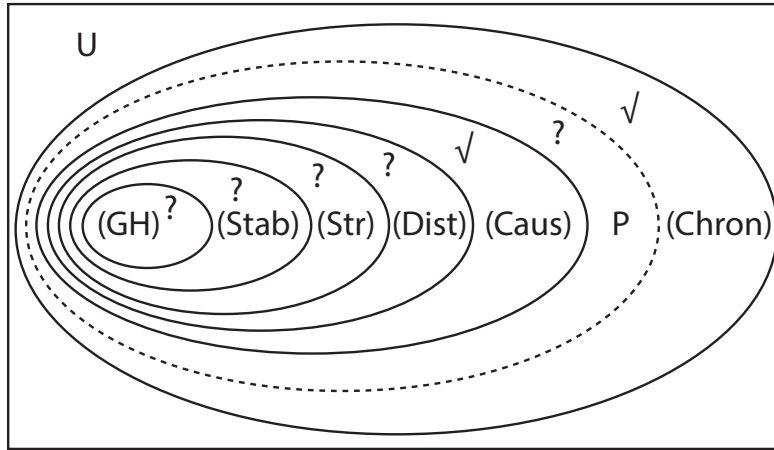 U
√
?
√
?
?
?
?
(GH)
(Stab)
(Str)
(Dist)
(Caus)
P
(Chron)